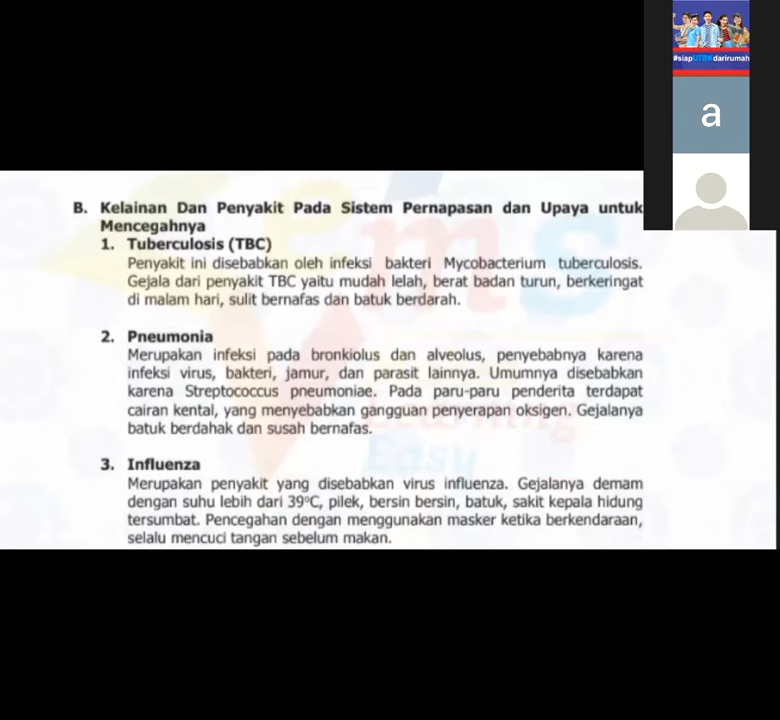 #siapUTBKdarirumah
a
B. Kelainan Dan Penyakit Pada Sistem Pernapasan dan Upaya untuk
Mencegahnya
1. Tuberculosis (TBC)
Penyakit ini disebabkan oleh infeksi bakteri Mycobacterium tuberculosis.
Gejala dari penyakit TBC yaitu mudah lelah, berat badan turun, berkeringat
di malam hari, sulit bernafas dan batuk berdarah.
2. Pneumonia
Merupakan infeksi pada bronkiolus dan alveolus, penyebabnya karena
infeksi virus, bakteri, jamur, dan parasit lainnya. Umumnya disebabkan
karena Streptococcus pneumoniae. Pada paru-paru penderita terdapat
cairan kental, yang menyebabkan gangguan penyerapan oksigen. Gejalanya
batuk berdahak dan susah bernafas.
3. Influenza
Merupakan penyakit yang disebabkan virus influenza. Gejalanya demam
dengan suhu lebih dari 39°C, pilek, bersin bersin, batuk, sakit kepala hidung
tersumbat. Pencegahan dengan menggunakan masker ketika berkendaraan,
selalu mencuci tangan sebelum makan.